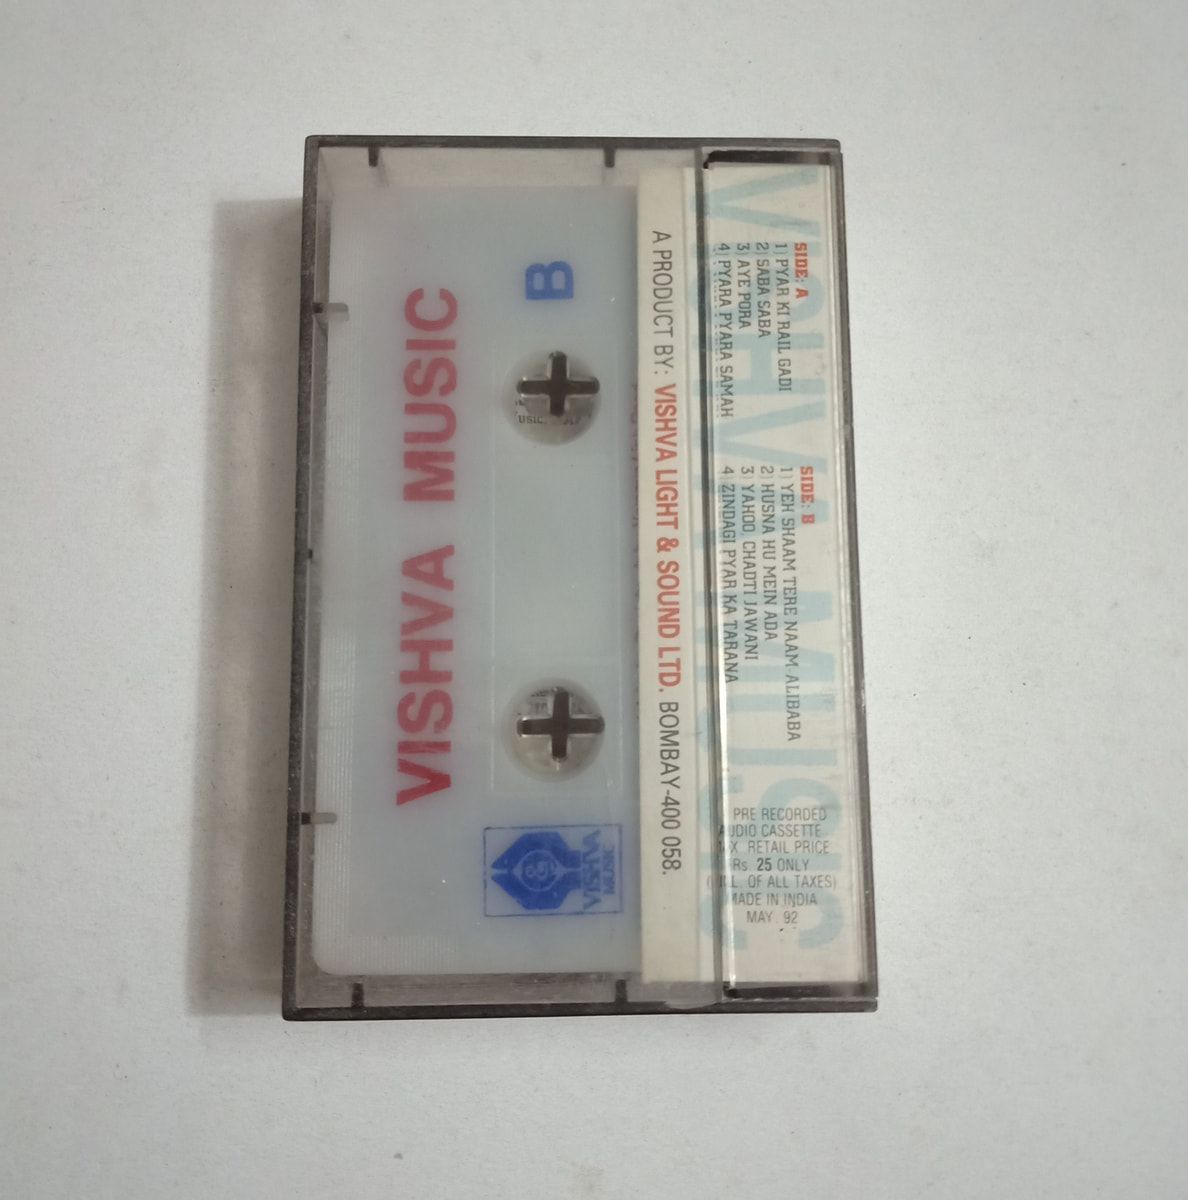 SIDE: A
1) PYAR KI RAIL GADI
2) SABA SABA
3) AYE PORA
4) PYARA PYARA SAMAH
SIDE: B
1) YEH SHAAM TERE NAAM ALIBABA
2) HUSNA HU MEIN ADA
3) YAHOO, CHADTI JAWANI
4) ZINDAGI PYAR KA TARANA
PRE RECORDED
AUDIO CASSETTE
RETAIL PRICE
Rs. 25 ONLY
OF ALL TAXES)
MADE IN INDIA
MAY. 92
VISHVA MUSIC
A PRODUCT BY: VISHVA LIGHT & SOUND LTD. BOMBAY-400 058.
B
VISHVA MUSIC
VISHVA
MUSIC